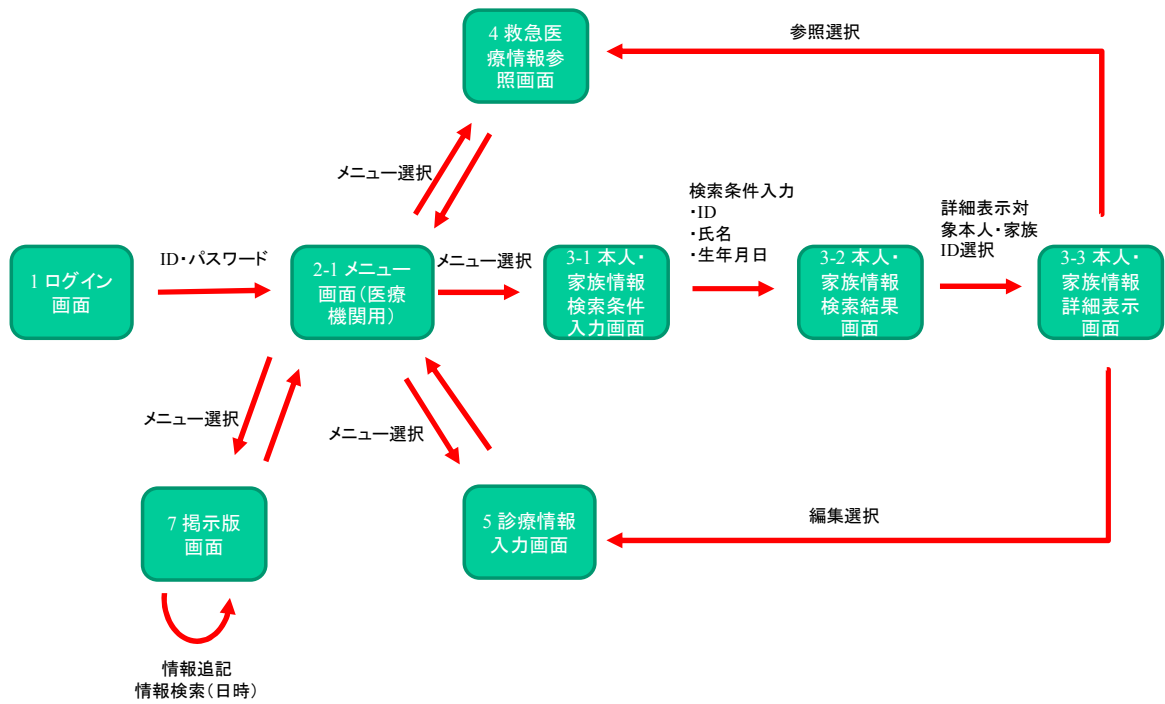 4 救急医
療情報参
照画面
参照選択
メニュー選択
検索条件入力
・ID
・氏名
・生年月日
詳細表示対
象本人・家族
ID選択
ID・パスワード
メニュー選択
1 ログイン
画面
2-1 メニュー
画面(医療
機関用)
3-1 本人・
家族情報
検索条件
入力画面
3-2 本人・
家族情報
検索結果
画面
3-3 本人・
家族情報
詳細表示
画面
メニュー選択
メニュー選択
7 掲示版
画面
5 診療情報
入力画面
編集選択
情報追記
情報検索(日時)